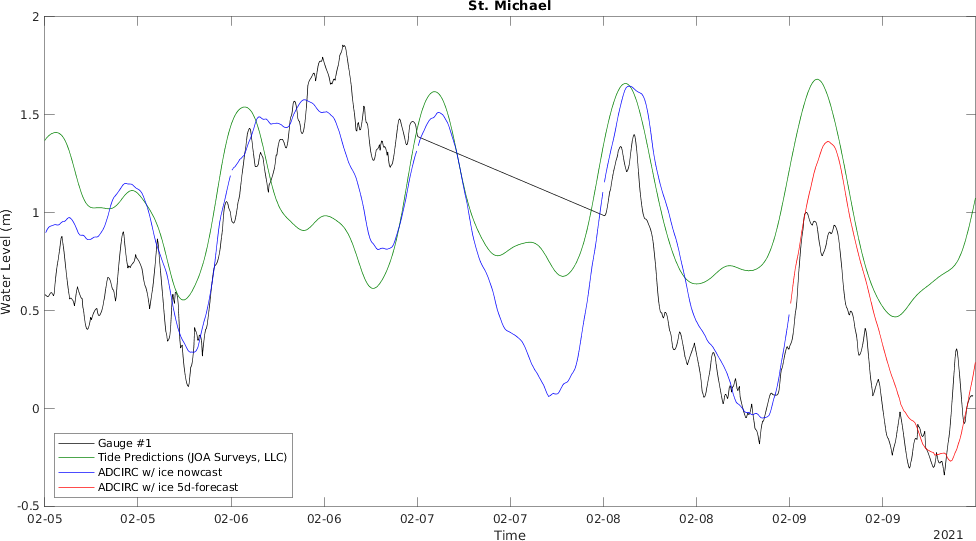 St. Michael
2
1.5
1
0.5
0
-0.5
Water Level (m)
Gauge #1
Tide Predictions (JOA Surveys, LLC)
ADCIRC w/ ice nowcast
ADCIRC w/ ice 5d-forecast
02-05 02-05 02-06 02-06 02-07 02-07 02-08 02-08 02-09 02-09
Time
2021